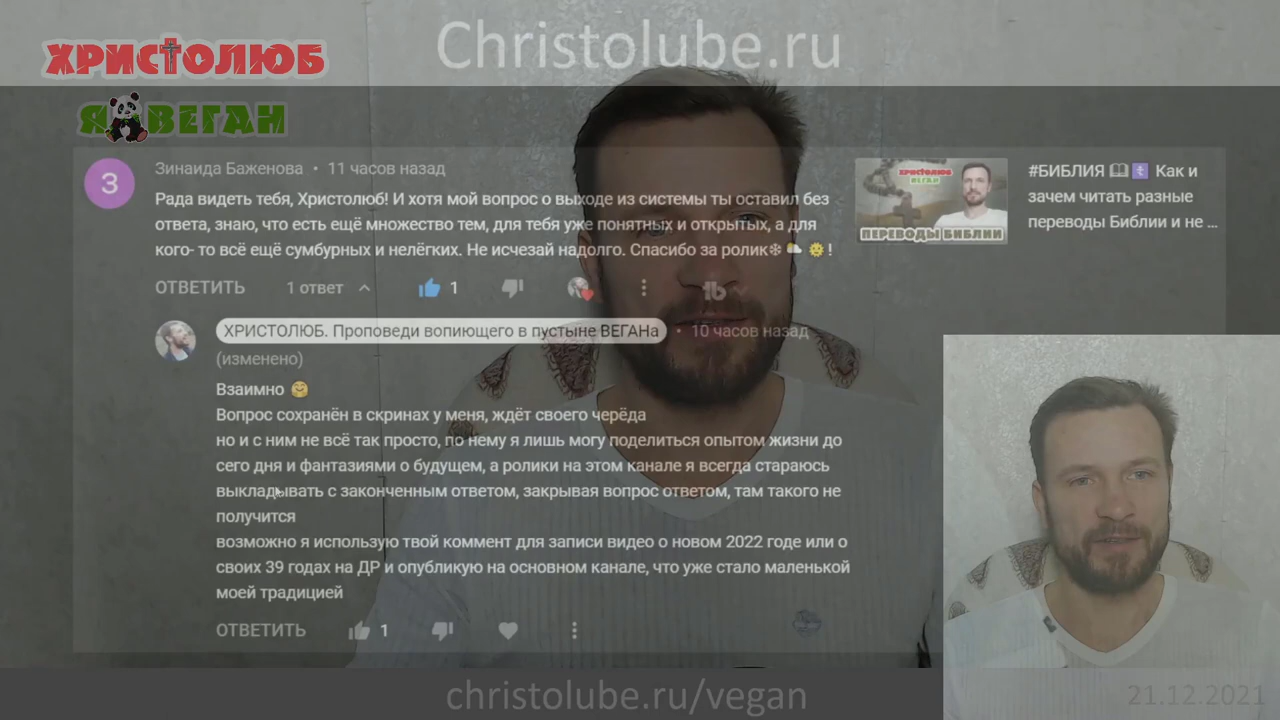 ХРИСТОЛЮБ
Christolube.ru
Я ВЕГАН
З
Зинаида Баженова • 11 часов назад
Рада видеть тебя, Христолюб! И хотя мой вопрос о выходе из системы ты оставил без
ответа, знаю, что есть ещё множество тем, для тебя уже понятных и открытых, а для
кого- то всё ещё сумбурных и нелёгких. Не исчезай надолго. Спасибо за ролик❄ 🌥 🌞 !
ОТВЕТИТЬ 1 ответ 1
ХРИСТОЛЮБ
ВЕГАН
ПЕРЕВОДЫ БИБЛИИ
#БИБЛИЯ 📖 Как и
зачем читать разные
переводы Библии и не ...
ХРИСТОЛЮБ. Проповеди вопиющего в пустыне ВЕГАНа • 10 часов назад
(изменено)
Взаимно 🤗
Вопрос сохранён в скринах у меня, ждёт своего черёда
но и с ним не всё так просто, по нему я лишь могу поделиться опытом жизни до
сего дня и фантазиями о будущем, а ролики на этом канале я всегда стараюсь
выкладывать с законченным ответом, закрывая вопрос ответом, там такого не
получится
возможно я использую твой коммент для записи видео о новом 2022 годе или о
своих 39 годах на ДР и опубликую на основном канале, что уже стало маленькой
моей традицией
ОТВЕТИТЬ 1
christolube.ru/vegan
21.12.2021